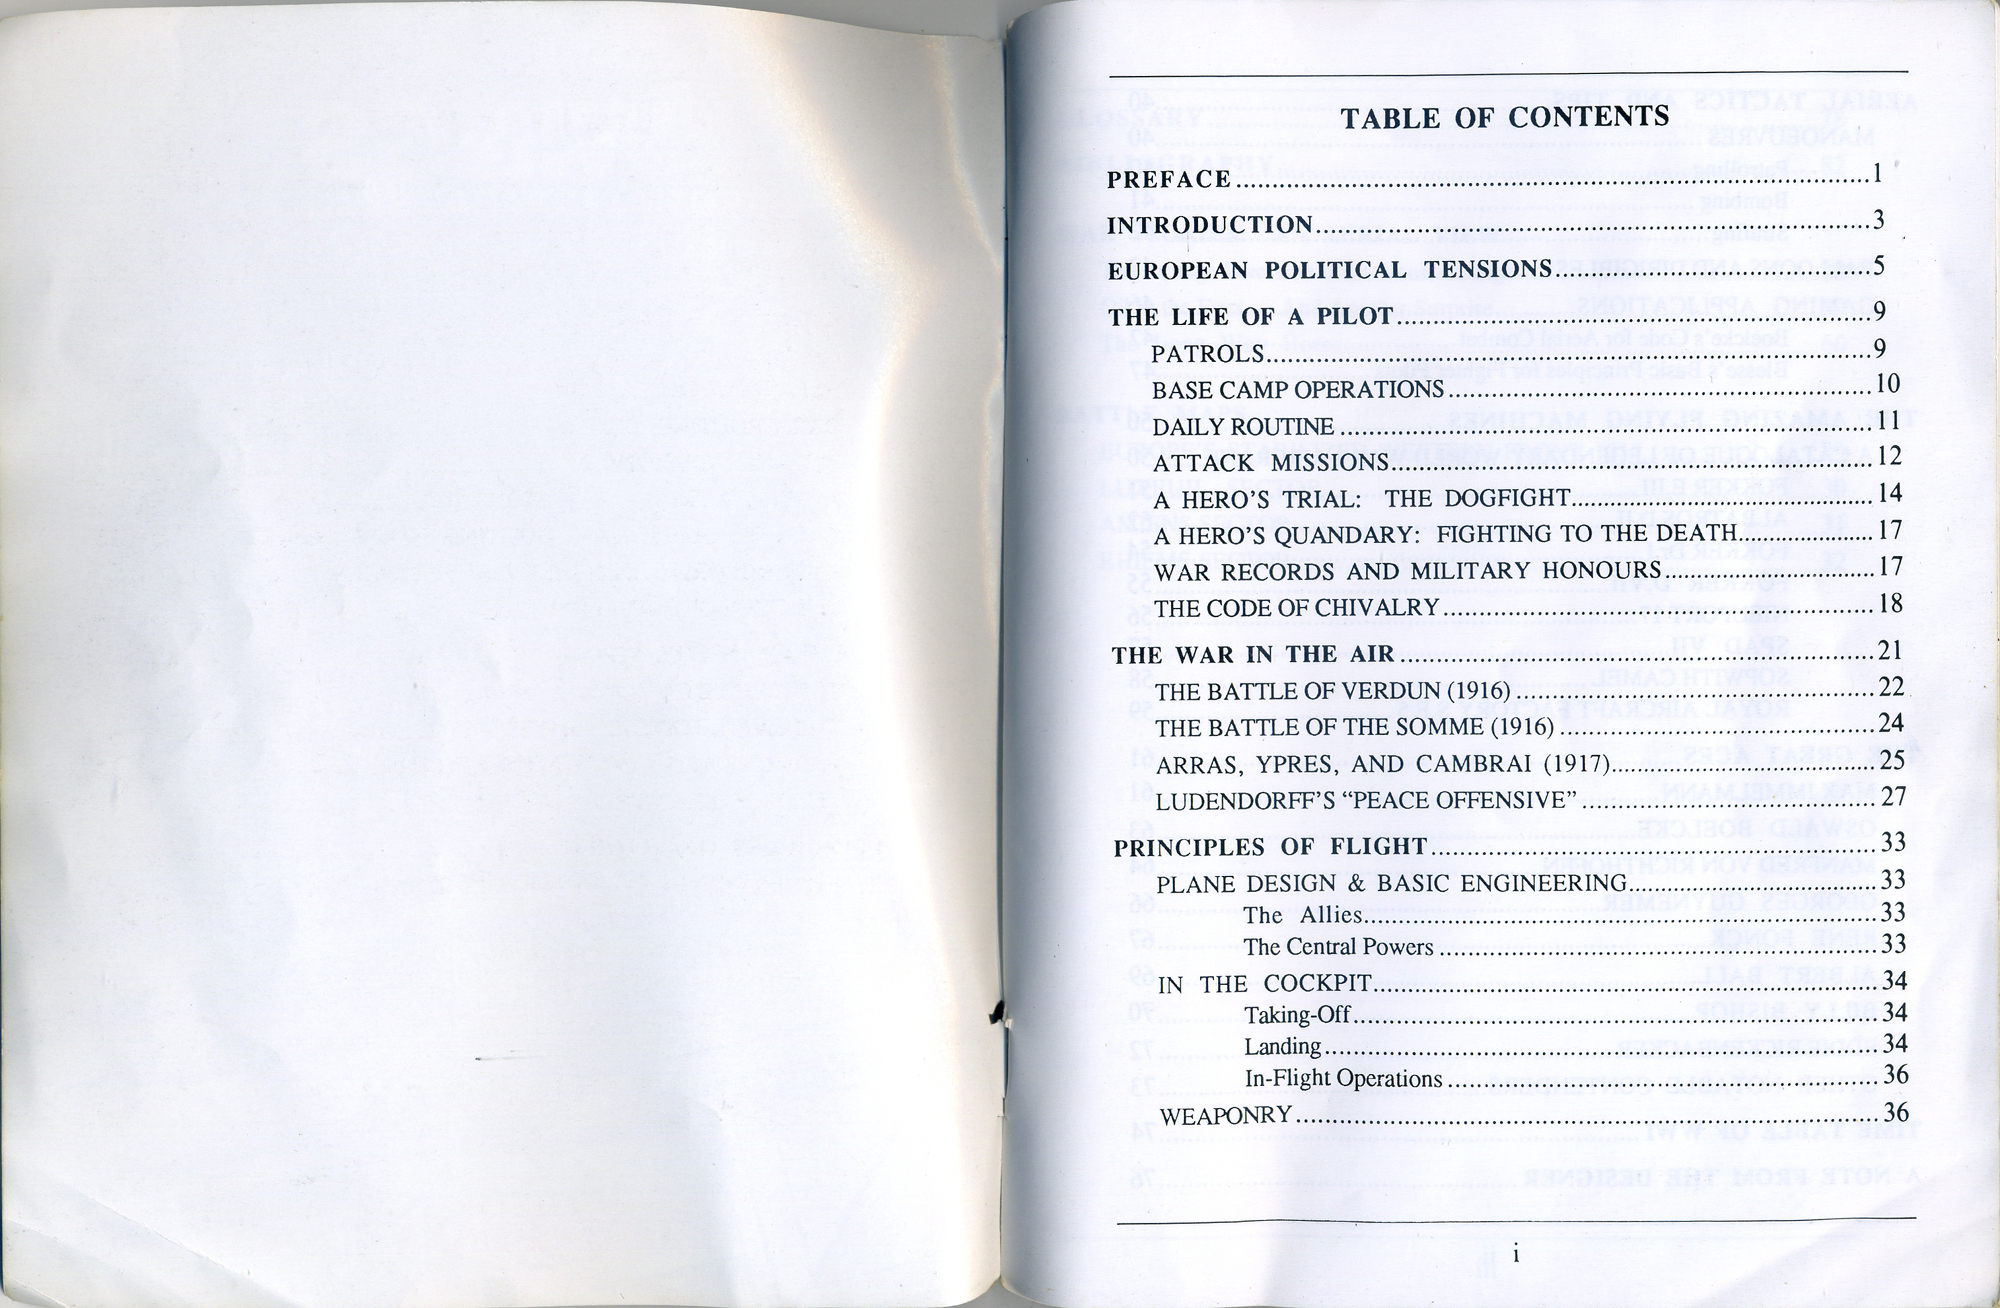 TABLE OF CONTENTS
PREFACE....................1
INTRODUCTION....................3
EUROPEAN POLITICAL TENSIONS....................5
THE LIFE OF A PILOT....................9
PATROLS....................9
BASE CAMP OPERATIONS....................10
DAILY ROUTINE....................11
ATTACK MISSIONS....................12
A HERO'S TRIAL: THE DOGFIGHT....................14
A HERO'S QUANDARY: FIGHTING TO THE DEATH....................17
WAR RECORDS AND MILITARY HONOURS....................17
THE CODE OF CHIVALRY....................18
THE WAR IN THE AIR....................21
THE BATTLE OF VERDUN (1916)....................22
THE BATTLE OF THE SOMME (1916)....................24
ARRAS, YPRES, AND CAMBRAI (1917)....................25
LUDENDORFF'S “PEACE OFFENSIVE”....................27
PRINCIPLES OF FLIGHT....................33
PLANE DESIGN & BASIC ENGINEERING....................33
The Allies....................33
The Central Powers....................33
IN THE COCKPIT....................34
Taking-Off....................34
Landing....................34
In-Flight Operations....................36
WEAPONRY....................36
i